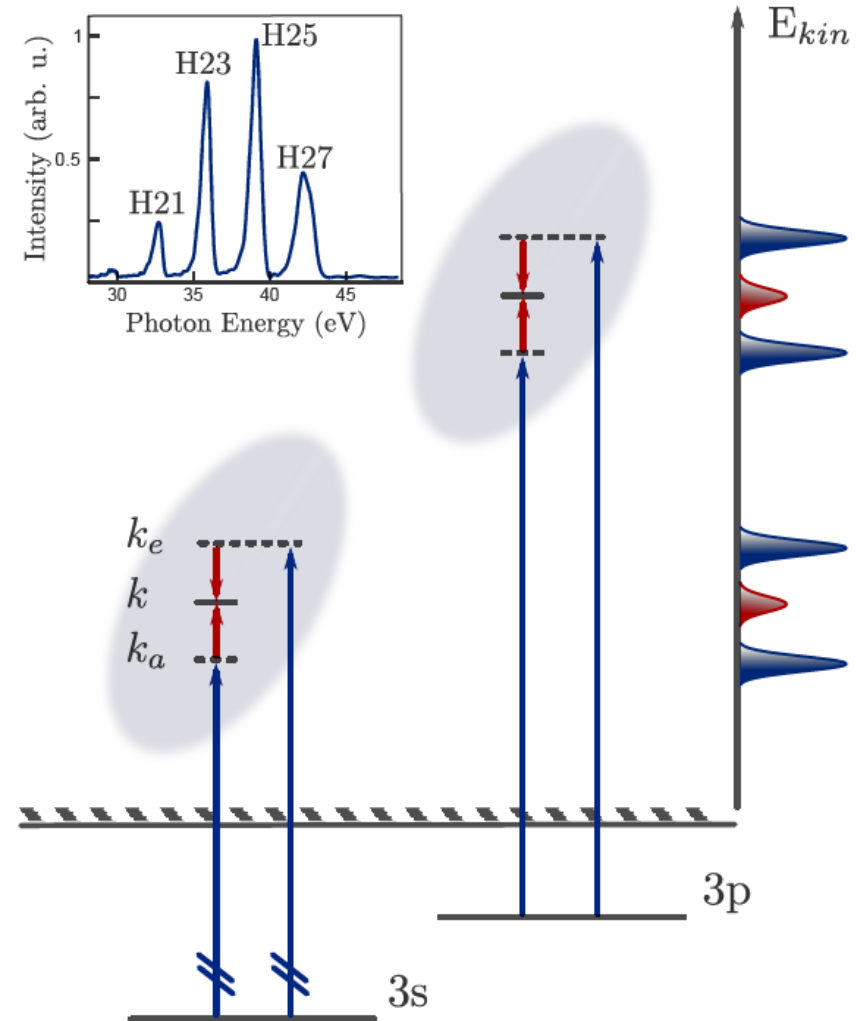 E_kin
1
H25
H23
0.5
H27
H21
Intensity (arb. u.)
30 35 40 45
Photon Energy (eV)
k_e
k
k_a
3p
3s